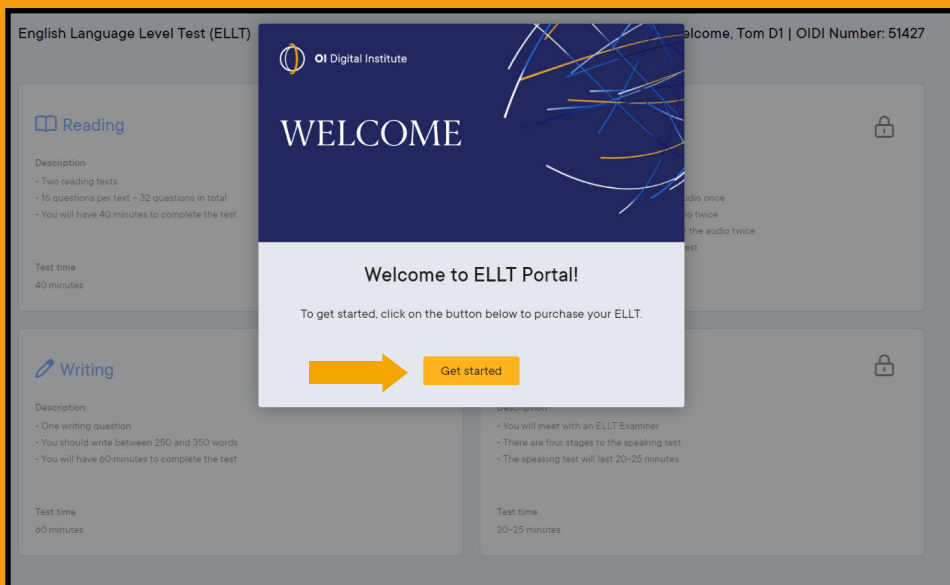 English Language Level Test (ELLT)
elcome, Tom D1 | OIDI Number: 51427
OI Digital Institute
WELCOME
Welcome to ELLT Portal!
To get started, click on the button below to purchase your ELLT.
Get started
Reading
Description
- Two reading texts
- 16 questions per text - 32 questions in total
- You will have 40 minutes to complete the test
Test time
40 minutes
udio once
io twice
the audio twice
est
Writing
Description
- One writing question
- You should write between 250 and 350 words
- You will have 60 minutes to complete the test
Test time
60 minutes
Description
- You will meet with an ELLT Examiner
- There are four stages to the speaking test
- The speaking test will last 20-25 minutes
Test time
20-25 minutes